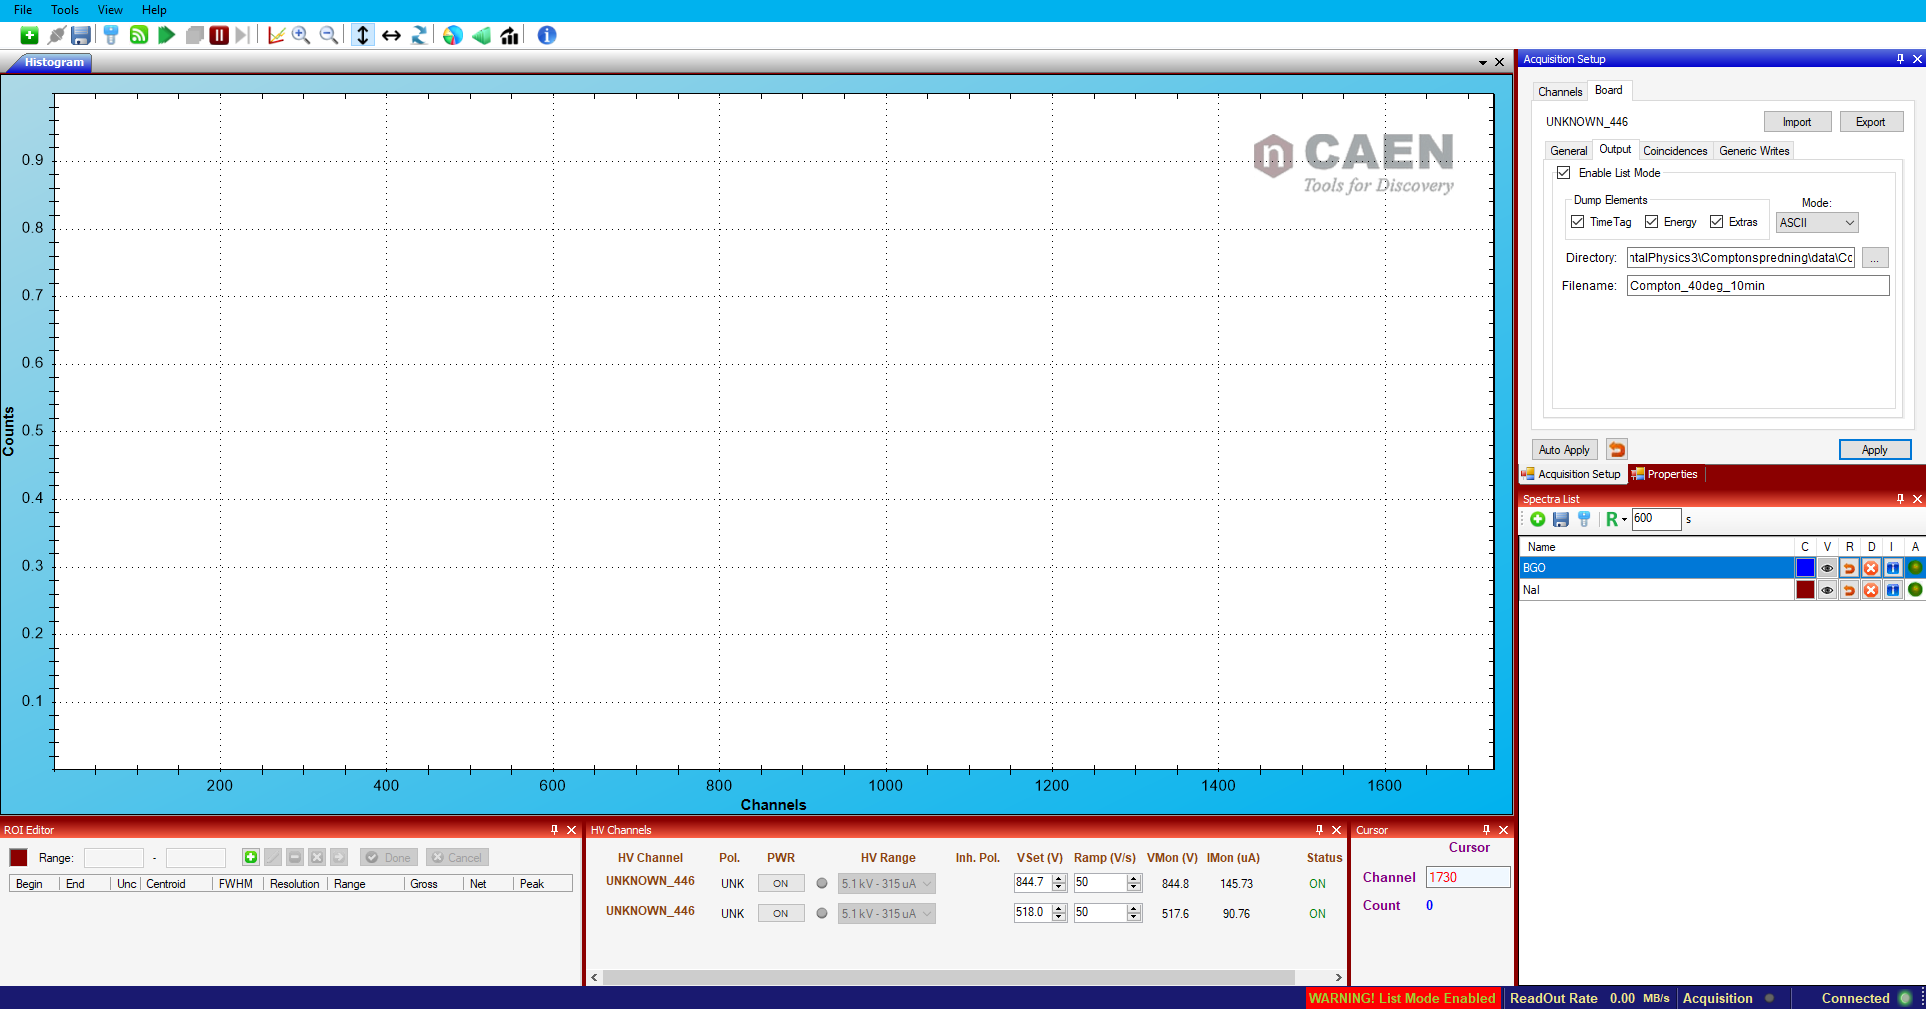 File Tools View Help
Histogram
CAEN
Tools for Discovery
0.9
0.8
0.7
0.6
0.5
0.4
0.3
0.2
0.1
Counts
200 400 600 800 1000 1200 1400 1600
Channels
Acquisition Setup
Channels Board
UNKNOWN_446 Import Export
General Output Coincidences Generic Writes
Enable List Mode
Dump Elements Mode:
TimeTag Energy Extras ASCII
Directory: ntalPhysics3\Comptonspredning\data\Cc ...
Filename: Compton_40deg_10min
Auto Apply Apply
Acquisition Setup Properties
Spectra List
R 600 s
Name C V R D I A
BGO
NaI
ROI Editor
Range: - Done Cancel
Begin End Unc Centroid FWHM Resolution Range Gross Net Peak
HV Channels
HV Channel Pol. PWR HV Range Inh. Pol. VSet (V) Ramp (V/s) VMon (V) IMon (uA) Status
UNKNOWN_446 UNK ON 5.1 kV - 315 uA 844.7 50 844.8 145.73 ON
UNKNOWN_446 UNK ON 5.1 kV - 315 uA 518.0 50 517.6 90.76 ON
Cursor
Cursor
Channel 1730
Count 0
WARNING! List Mode Enabled ReadOut Rate 0.00 MB/s Acquisition Connected